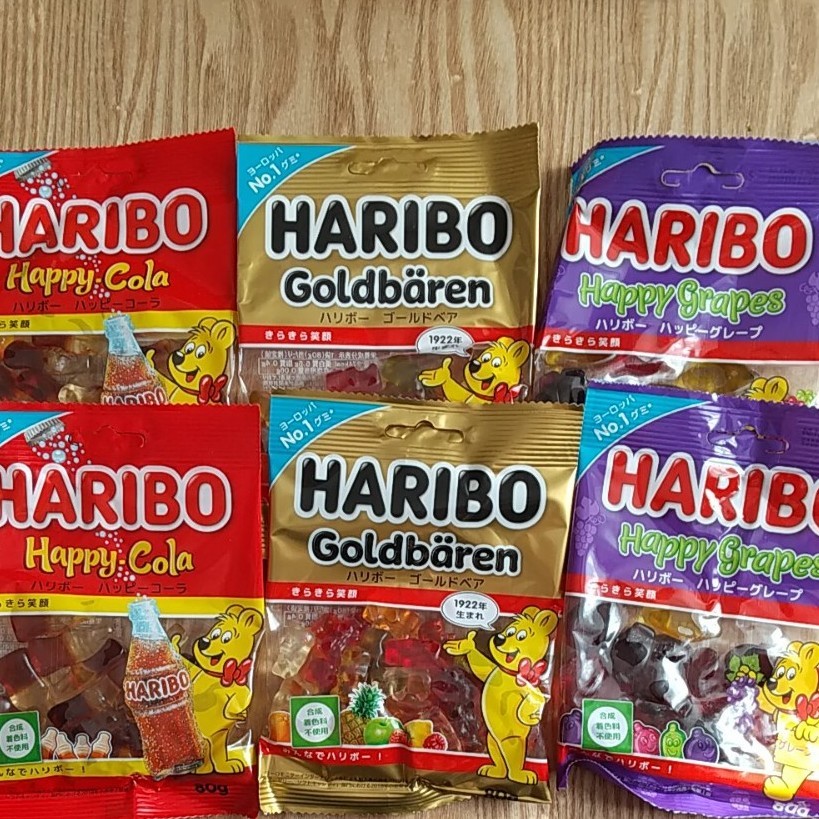 HARIBO
Happy Cola
ハリボー ハッピーコーラ
きら笑顔
HARIBO
ヨーロッパ
No.1グミ*
HARIBO
Goldbären
ハリボー ゴールドベア
きらきら笑顔
1922年
生まれ
HARIBO
Happy Grapes
ハリボー ハッピーグレープ
きらきら笑顔
HARIBO
Happy Cola
ハリボー ハッピーコーラ
きら笑顔
HARIBO
合成
着色料
不使用
んなでハリボー!
80g
ヨーロッパ
No.1グミ*
HARIBO
Goldbären
ハリボー ゴールドベア
きらきら笑顔
1922年
生まれ
合成
着色料
不使用
みんなでハリボー!
80g
ヨーロッパ
No.1グミ*
HARIBO
Happy Grapes
ハリボー ハッピーグレープ
きらきら笑顔
合成
着色料
不使用
なでハリボー!
80g